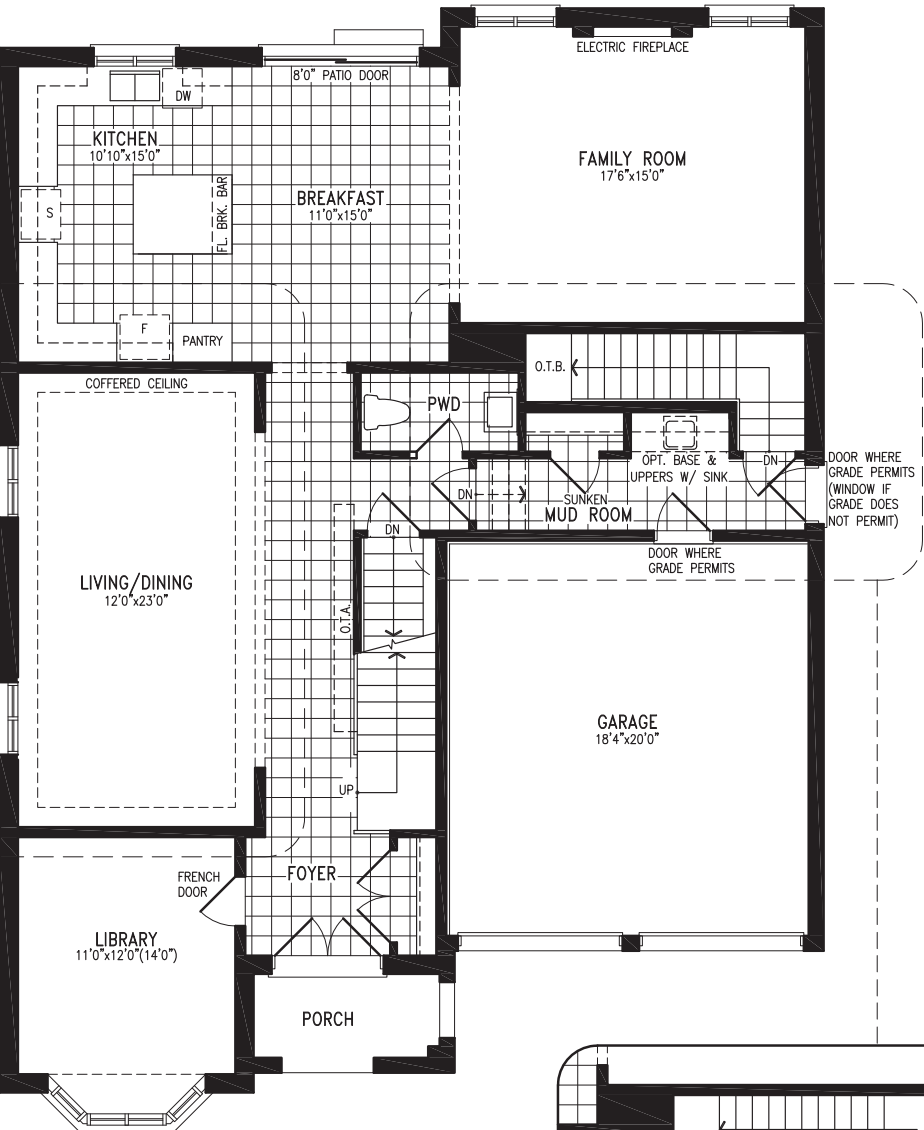 ELECTRIC FIREPLACE
8'0" PATIO DOOR
DW
KITCHEN
10'10"x15'0"
FAMILY ROOM
17'6"x15'0"
S
FL. BRK. BAR
BREAKFAST
11'0"x15'0"
F
PANTRY
O.T.B.
COFFERED CEILING
PWD
OPT. BASE &
UPPERS W/ SINK
DN
DOOR WHERE
GRADE PERMITS
(WINDOW IF
GRADE DOES
NOT PERMIT)
DN
SUNKEN
MUD ROOM
DN
DOOR WHERE
GRADE PERMITS
LIVING/DINING
12'0"x23'0"
O.T.A.
GARAGE
18'4"x20'0"
UP
FOYER
FRENCH
DOOR
LIBRARY
11'0"x12'0"(14'0")
PORCH